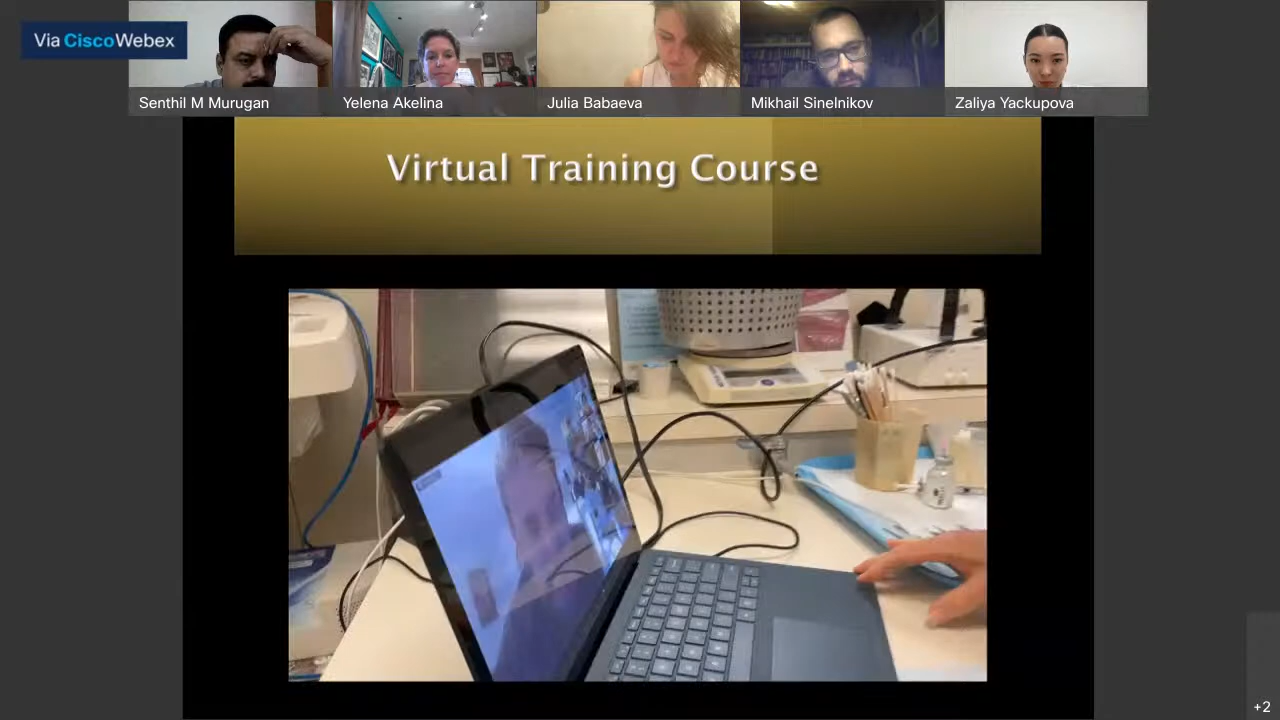 Via CiscoWebex
Senthil M Murugan
Yelena Akelina
Julia Babaeva
Mikhail Sinelnikov
Zaliya Yackupova
Virtual Training Course
+2